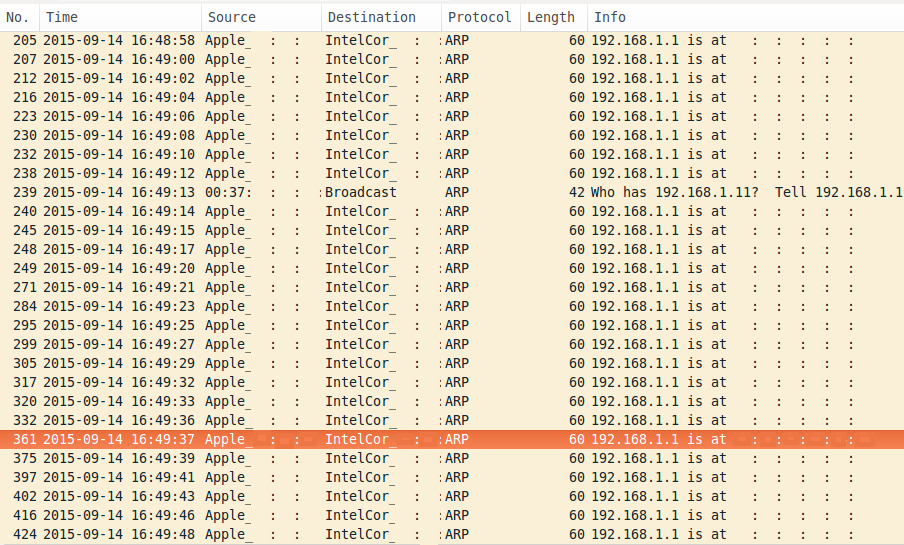 No. Time Source Destination Protocol Length Info
205 2015-09-14 16:48:58 Apple_ : : IntelCor_ : : ARP 60 192.168.1.1 is at : : : : :
207 2015-09-14 16:49:00 Apple_ : : IntelCor_ : : ARP 60 192.168.1.1 is at : : : : :
212 2015-09-14 16:49:02 Apple_ : : IntelCor_ : : ARP 60 192.168.1.1 is at : : : : :
216 2015-09-14 16:49:04 Apple_ : : IntelCor_ : : ARP 60 192.168.1.1 is at : : : : :
223 2015-09-14 16:49:06 Apple_ : : IntelCor_ : : ARP 60 192.168.1.1 is at : : : : :
230 2015-09-14 16:49:08 Apple_ : : IntelCor_ : : ARP 60 192.168.1.1 is at : : : : :
232 2015-09-14 16:49:10 Apple_ : : IntelCor_ : : ARP 60 192.168.1.1 is at : : : : :
238 2015-09-14 16:49:12 Apple_ : : IntelCor_ : : ARP 60 192.168.1.1 is at : : : : :
239 2015-09-14 16:49:13 00:37: : : : Broadcast ARP 42 Who has 192.168.1.11? Tell 192.168.1.1
240 2015-09-14 16:49:14 Apple_ : : IntelCor_ : : ARP 60 192.168.1.1 is at : : : : :
245 2015-09-14 16:49:15 Apple_ : : IntelCor_ : : ARP 60 192.168.1.1 is at : : : : :
248 2015-09-14 16:49:17 Apple_ : : IntelCor_ : : ARP 60 192.168.1.1 is at : : : : :
249 2015-09-14 16:49:20 Apple_ : : IntelCor_ : : ARP 60 192.168.1.1 is at : : : : :
271 2015-09-14 16:49:21 Apple_ : : IntelCor_ : : ARP 60 192.168.1.1 is at : : : : :
284 2015-09-14 16:49:23 Apple_ : : IntelCor_ : : ARP 60 192.168.1.1 is at : : : : :
295 2015-09-14 16:49:25 Apple_ : : IntelCor_ : : ARP 60 192.168.1.1 is at : : : : :
299 2015-09-14 16:49:27 Apple_ : : IntelCor_ : : ARP 60 192.168.1.1 is at : : : : :
305 2015-09-14 16:49:29 Apple_ : : IntelCor_ : : ARP 60 192.168.1.1 is at : : : : :
317 2015-09-14 16:49:32 Apple_ : : IntelCor_ : : ARP 60 192.168.1.1 is at : : : : :
320 2015-09-14 16:49:33 Apple_ : : IntelCor_ : : ARP 60 192.168.1.1 is at : : : : :
332 2015-09-14 16:49:36 Apple_ : : IntelCor_ : : ARP 60 192.168.1.1 is at : : : : :
361 2015-09-14 16:49:37 Apple_ : : IntelCor_ : : ARP 60 192.168.1.1 is at : : : : :
375 2015-09-14 16:49:39 Apple_ : : IntelCor_ : : ARP 60 192.168.1.1 is at : : : : :
397 2015-09-14 16:49:41 Apple_ : : IntelCor_ : : ARP 60 192.168.1.1 is at : : : : :
402 2015-09-14 16:49:43 Apple_ : : IntelCor_ : : ARP 60 192.168.1.1 is at : : : : :
416 2015-09-14 16:49:46 Apple_ : : IntelCor_ : : ARP 60 192.168.1.1 is at : : : : :
424 2015-09-14 16:49:48 Apple_ : : IntelCor_ : : ARP 60 192.168.1.1 is at : : : : :